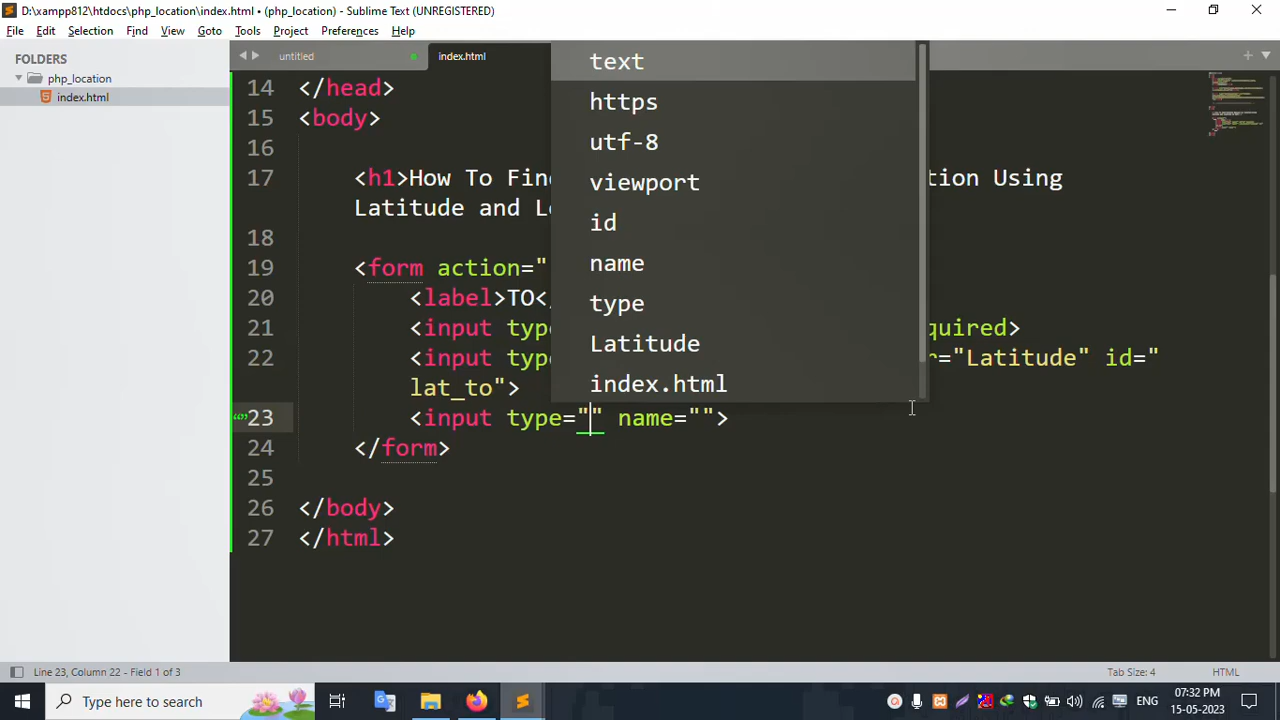 D:\xampp812\htdocs\php_location\index.html • (php_location) - Sublime Text (UNREGISTERED)
File Edit Selection Find View Goto Tools Project Preferences Help
FOLDERS
php_location
index.html
untitled
index.html
14 </head>
15 <body>
16
17 <h1>How To Fin tion Using
Latitude and L
18
19 <form action="
20 <label>TO<
21 <input typ quired>
22 <input typ ="Latitude" id="
lat_to">
23 <input type="" name="">
24 </form>
25
26 </body>
27 </html>
text
https
utf-8
viewport
id
name
type
Latitude
index.html
Line 23, Column 22 - Field 1 of 3
Tab Size: 4
HTML
Type here to search
ENG
07:32 PM
15-05-2023